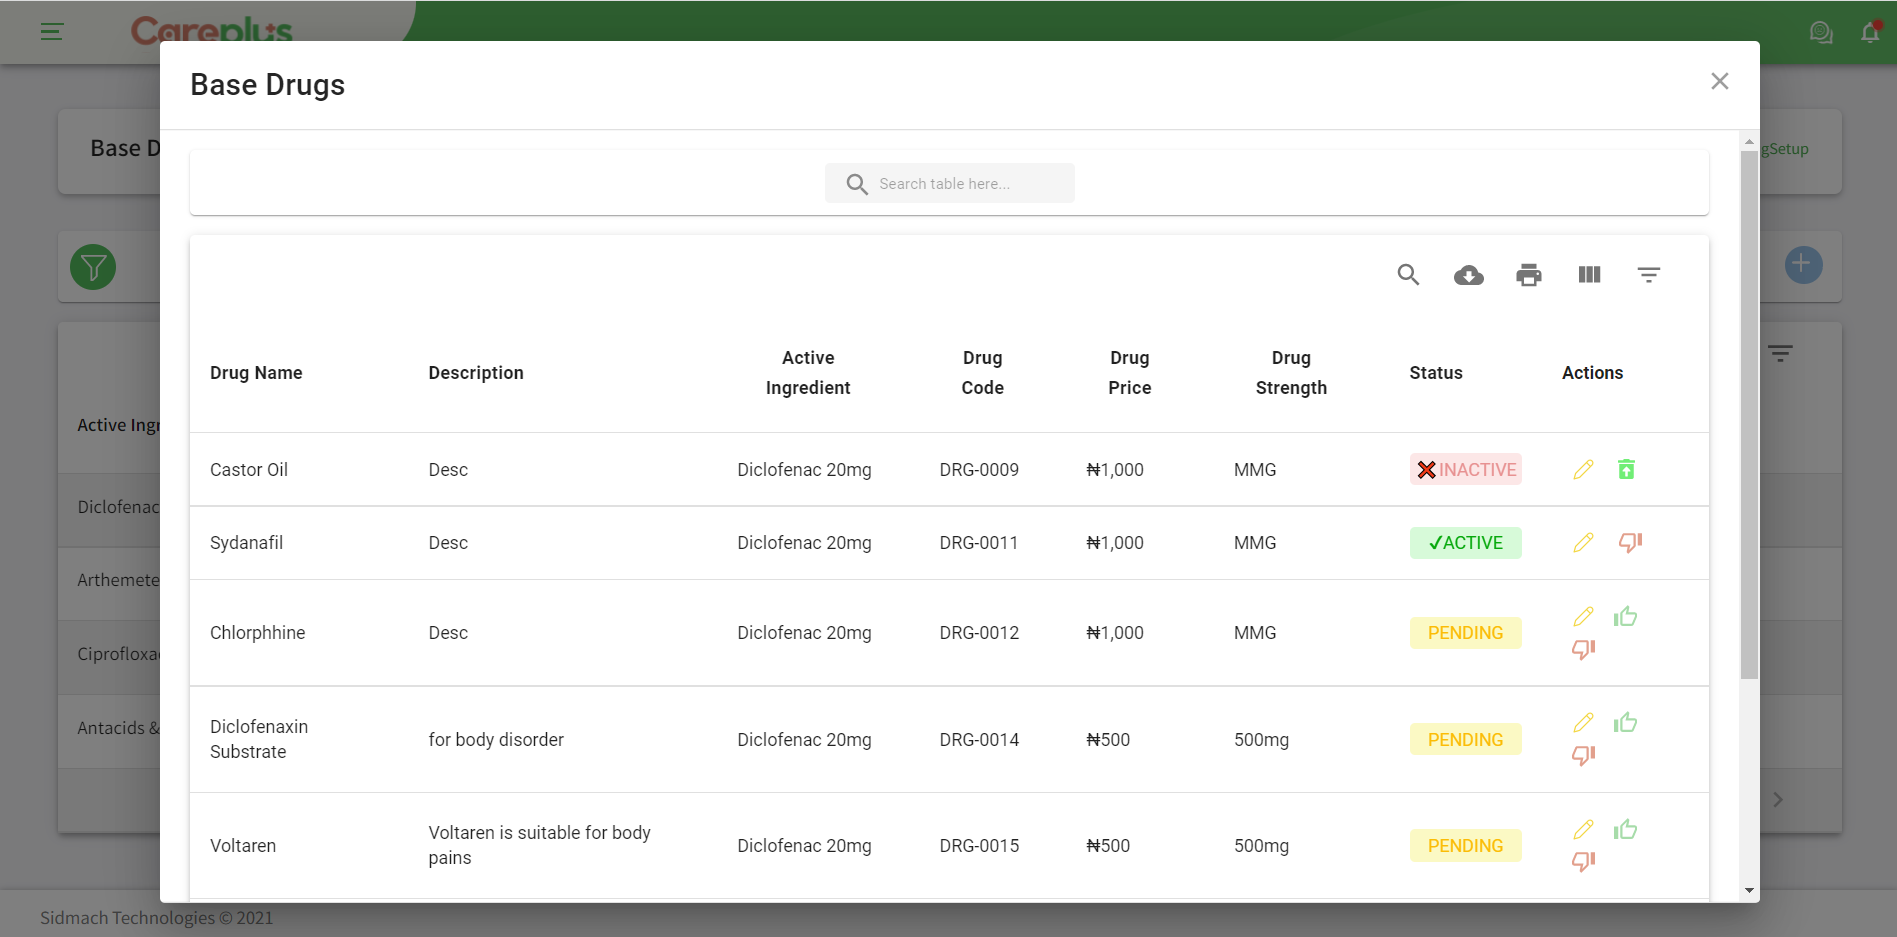 Careplus
Base Drugs
Base D
gSetup
Search table here...
Active Ingr
Drug Name
Description
Active
Ingredient
Drug
Code
Drug
Price
Drug
Strength
Status
Actions
Castor Oil Desc Diclofenac 20mg DRG-0009 ₦1,000 MMG INACTIVE
Diclofenac
Sydanafil Desc Diclofenac 20mg DRG-0011 ₦1,000 MMG ACTIVE
Arthemete
Chlorphhine Desc Diclofenac 20mg DRG-0012 ₦1,000 MMG PENDING
Ciprofloxa
Diclofenaxin
Substrate
for body disorder Diclofenac 20mg DRG-0014 ₦500 500mg PENDING
Antacids &
Voltaren
Voltaren is suitable for body
pains
Diclofenac 20mg DRG-0015 ₦500 500mg PENDING
Sidmach Technologies © 2021